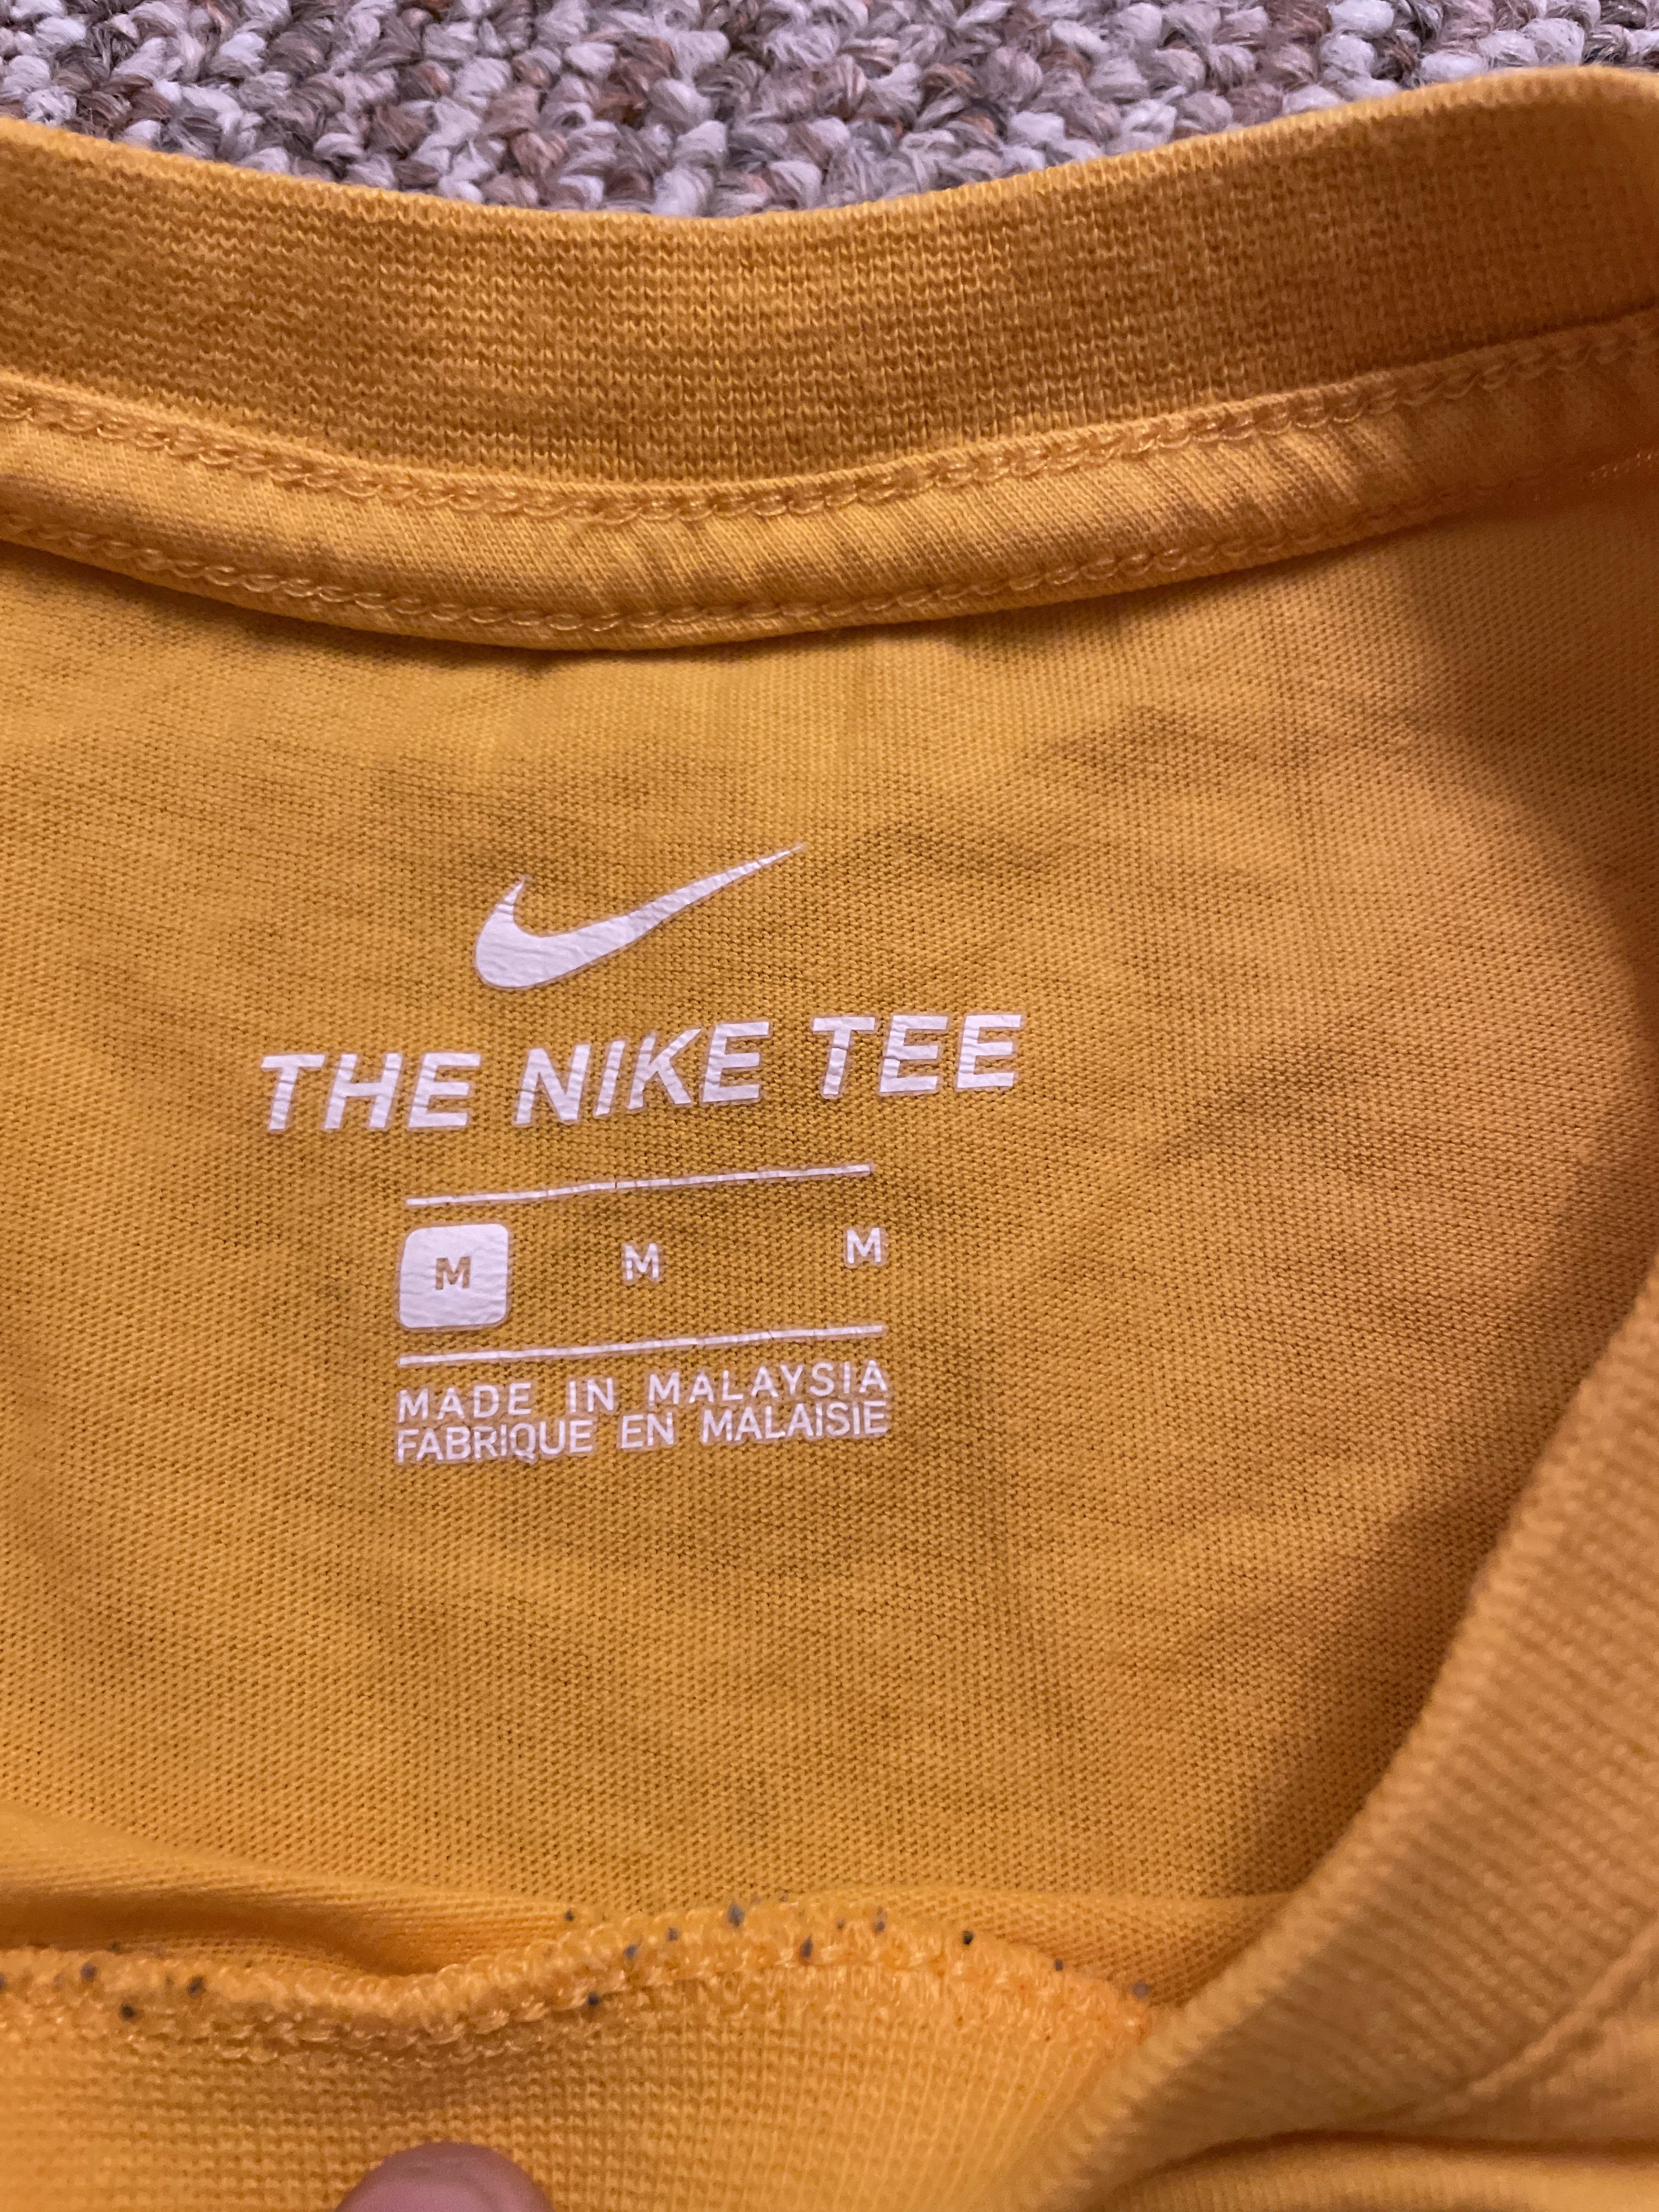 THE NIKE TEE
M M M
MADE IN MALAYSIA
FABRIQUE EN MALAISIE